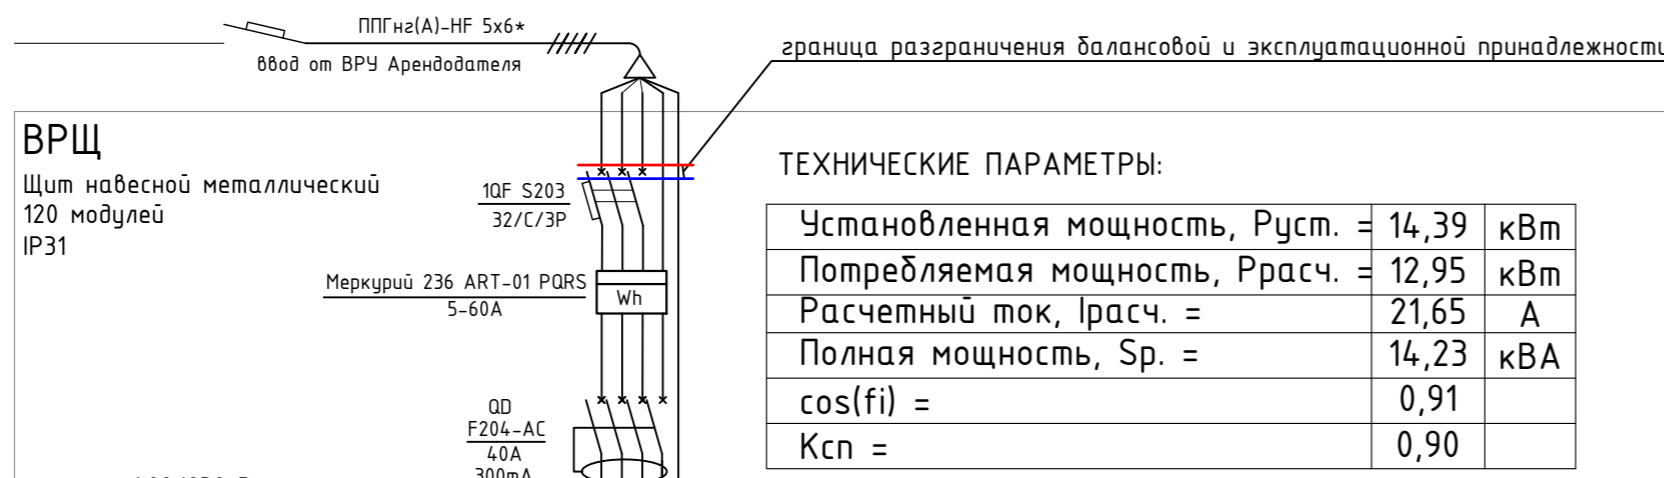 ППГнг(А)-HF 5x6*
ввод от ВРУ Арендодателя
граница разграничения балансовой и эксплуатационной принадлежности
ВРЩ
Щит навесной металлический
120 модулей
IP31
1QF S203
32/C/3P
Меркурий 236 ART-01 PQRS
5-60A
Wh
QD
F204-AC
40A
300mA
ТЕХНИЧЕСКИЕ ПАРАМЕТРЫ:
Установленная мощность, Руст. = 14,39 кВт
Потребляемая мощность, Ррасч. = 12,95 кВт
Расчетный ток, Iрасч. = 21,65 А
Полная мощность, Sр. = 14,23 кВА
cos(fi) = 0,91
Ксп = 0,90